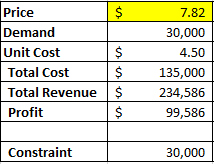 Price $ 7.82
Demand 30,000
Unit Cost $ 4.50
Total Cost $ 135,000
Total Revenue $ 234,586
Profit $ 99,586
Constraint 30,000